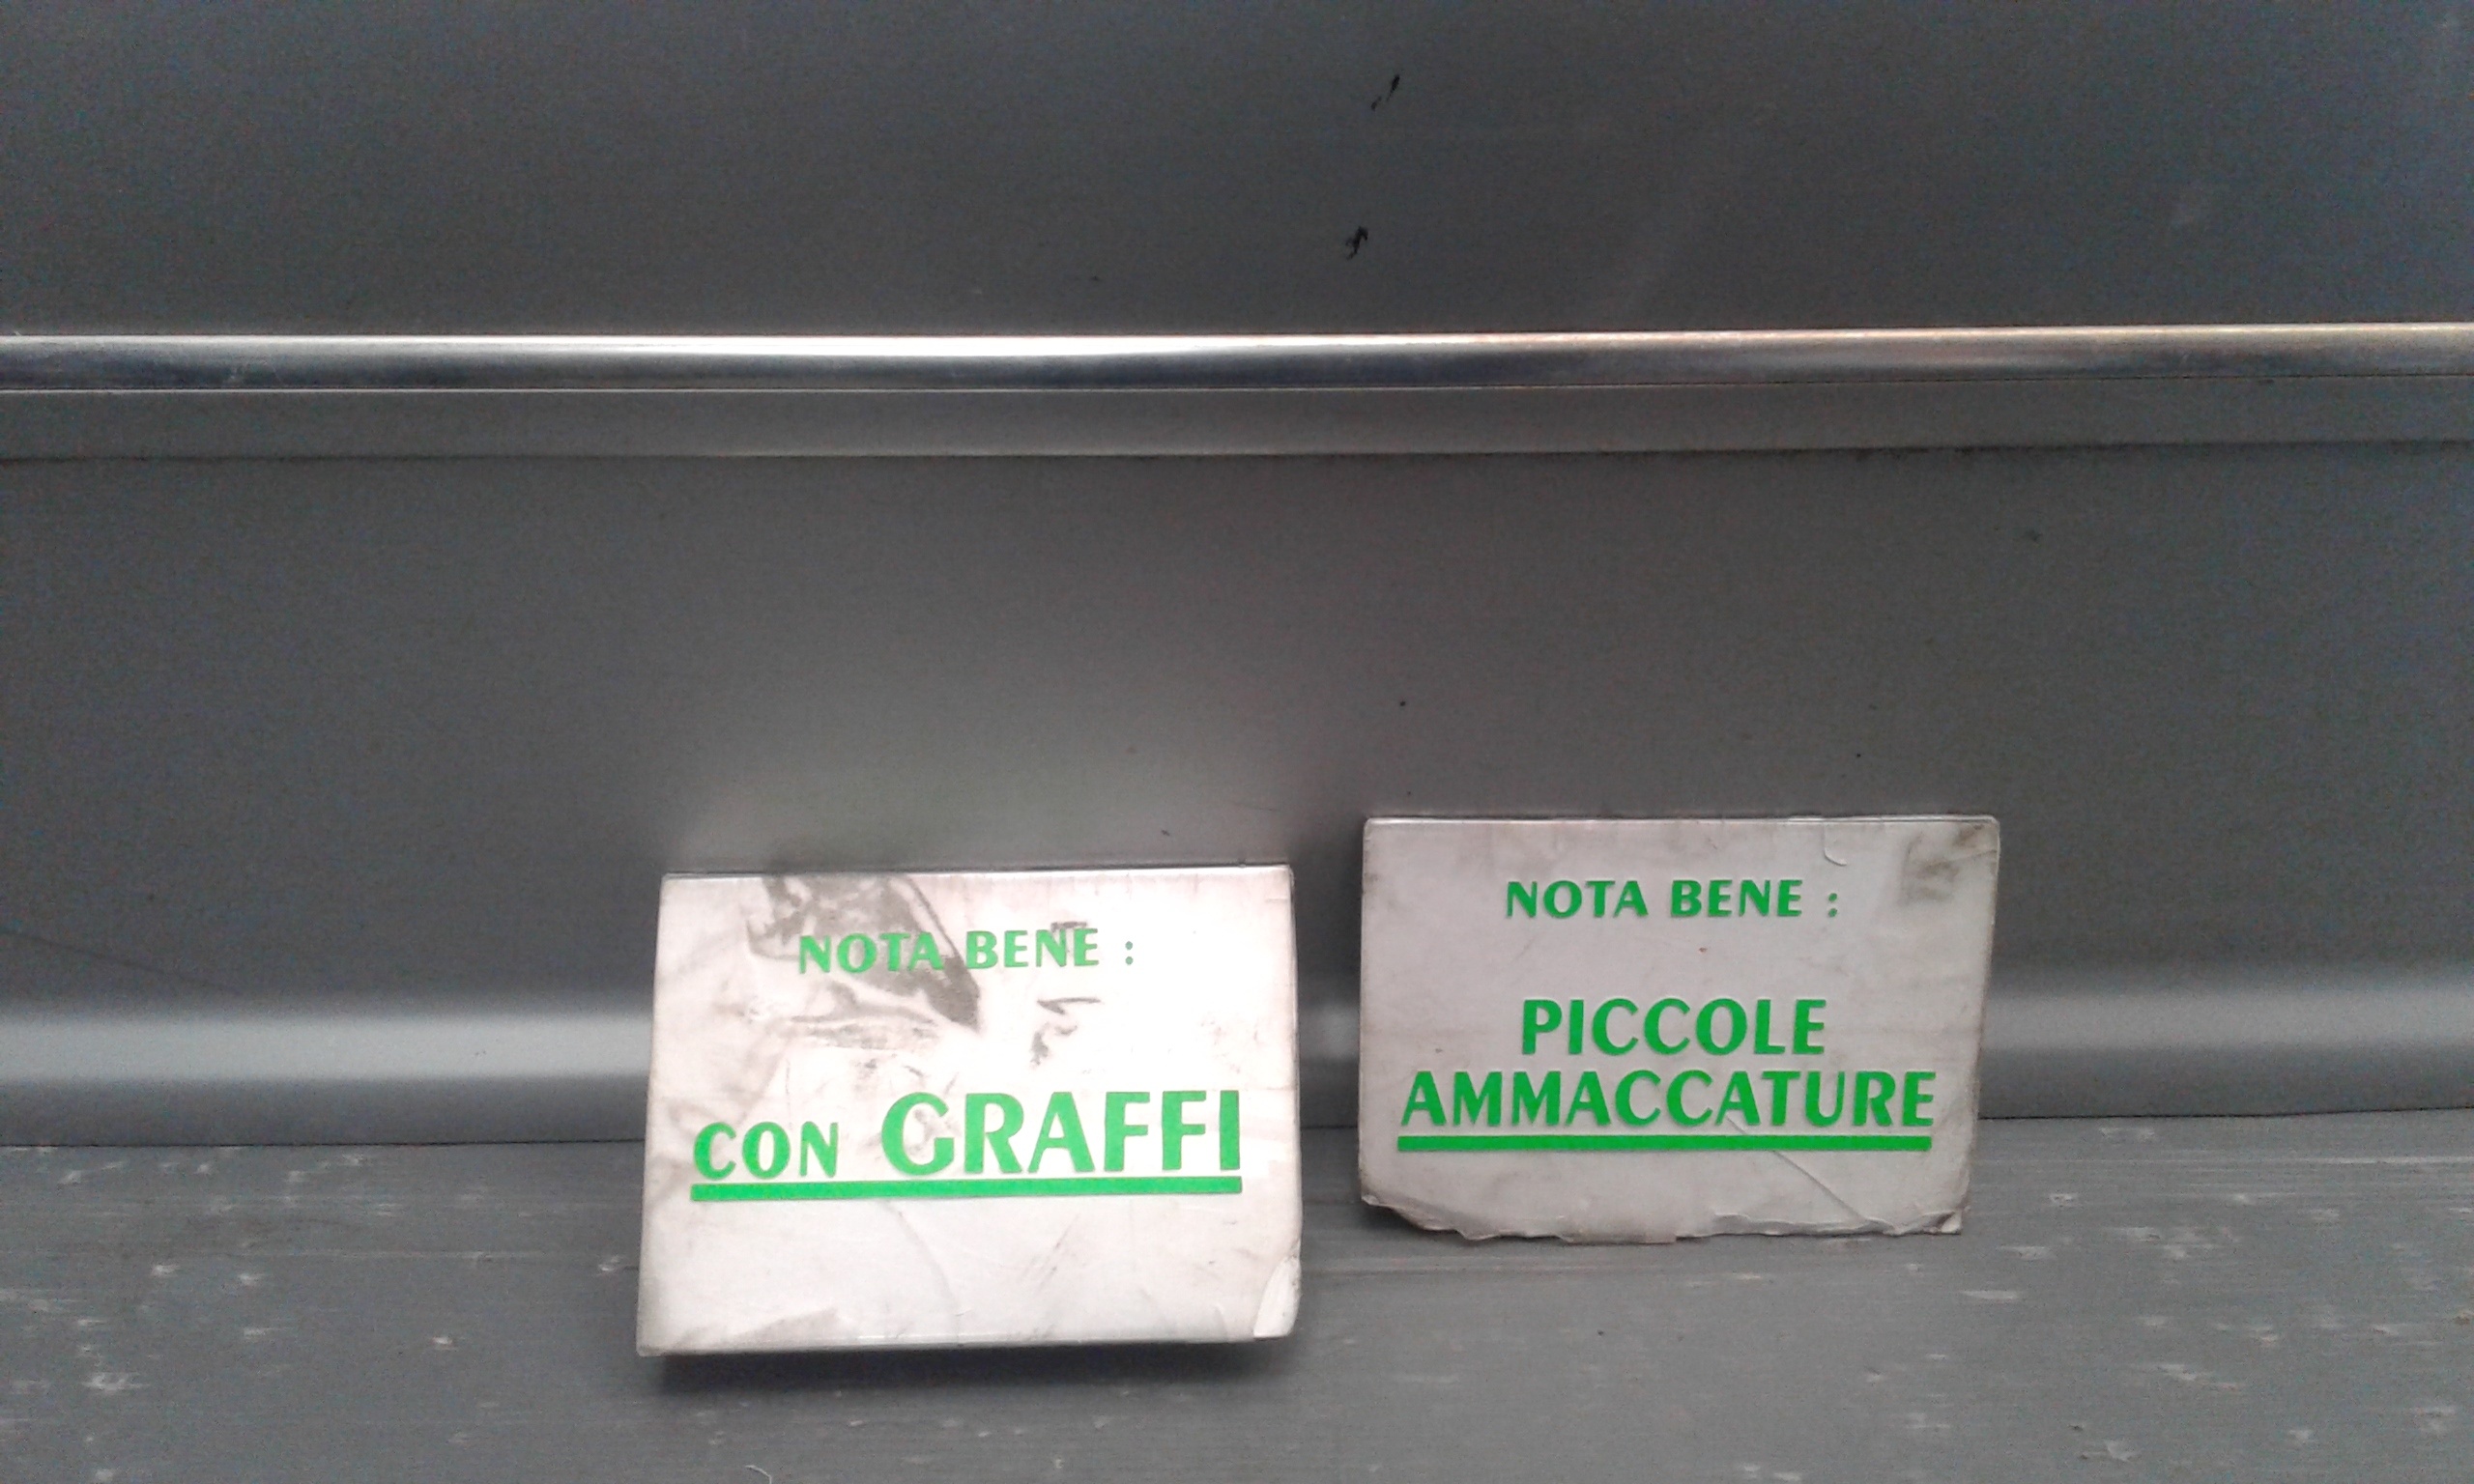 NOTA BENE :
CON GRAFFI
NOTA BENE :
PICCOLE
AMMACCATURE